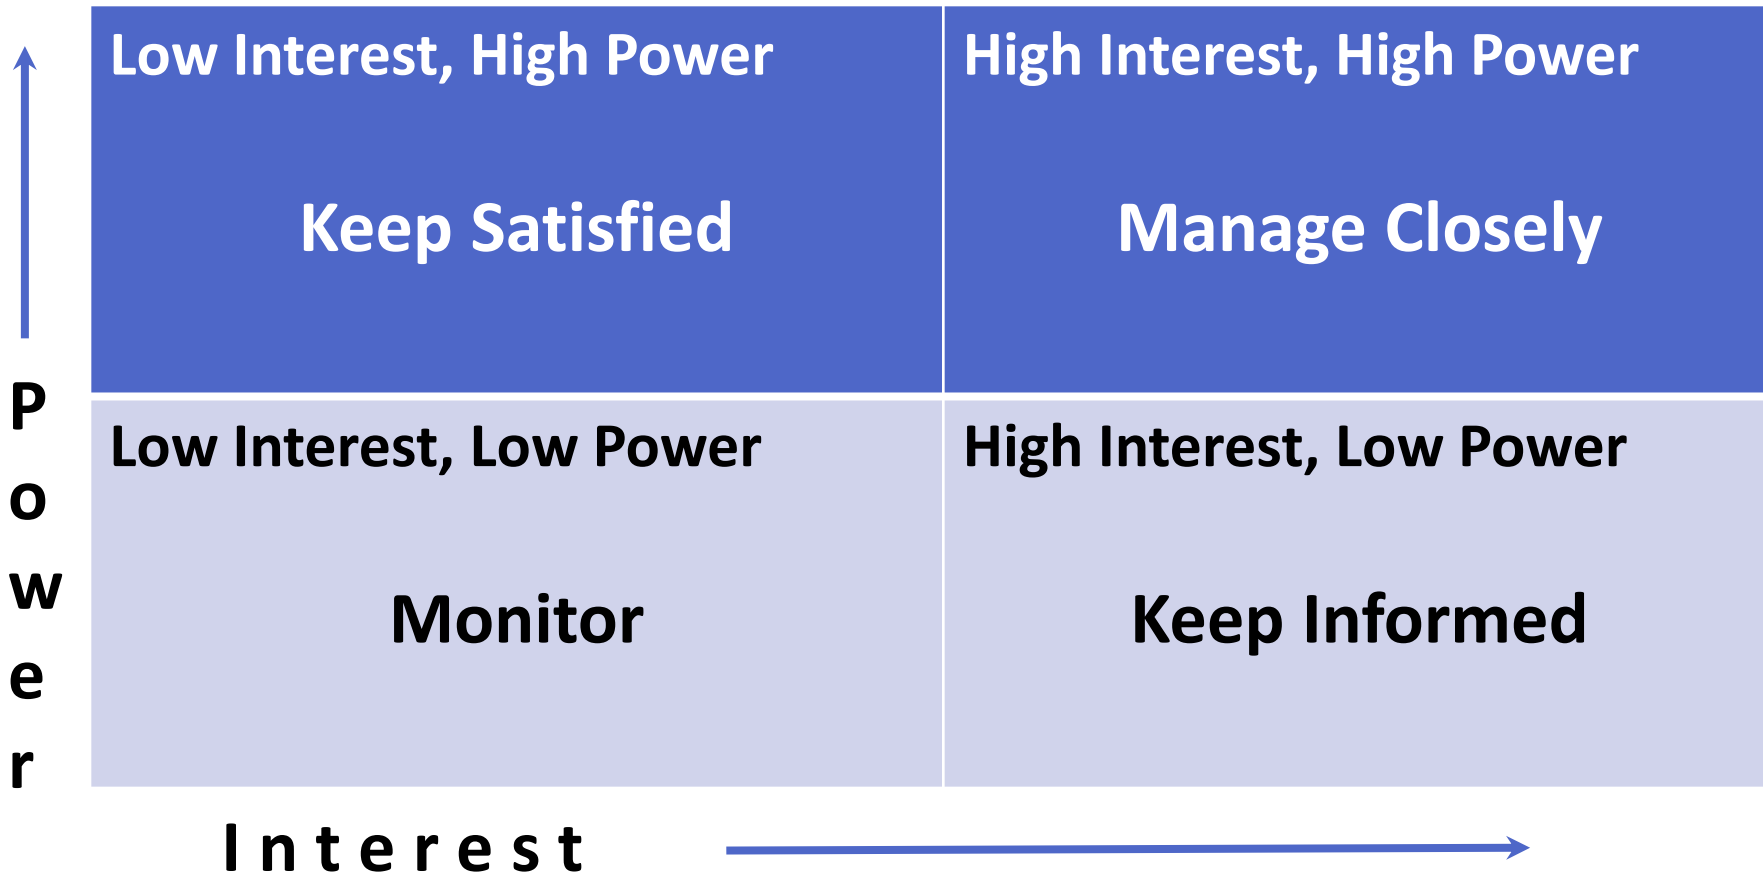 Low Interest, High Power
High Interest, High Power
Keep Satisfied
Manage Closely
Power
Low Interest, Low Power
High Interest, Low Power
Monitor
Keep Informed
Interest